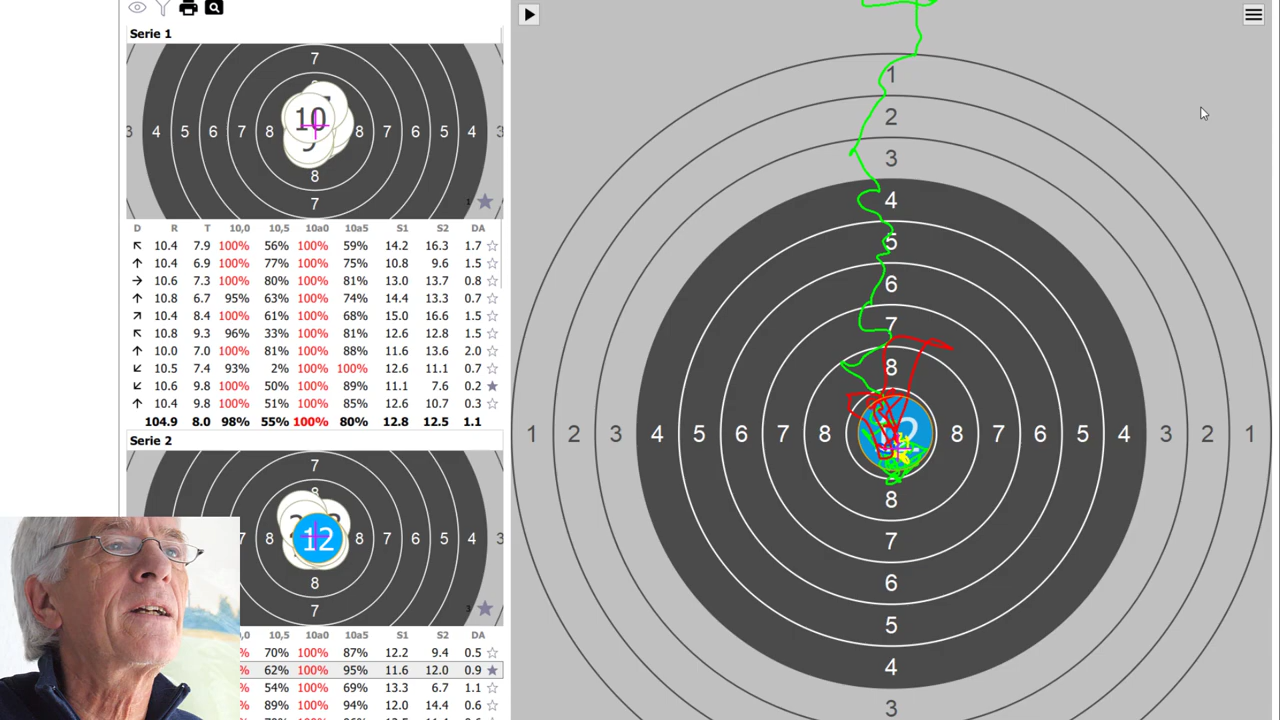 Serie 1
7
3 4 5 6 7 8 10 8 7 6 5 4 3
9
8
7
1
D R T 10,0 10,5 10a0 10a5 S1 S2 DA
↖ 10.4 7.9 100% 56% 100% 59% 14.2 16.3 1.7 ☆
↑ 10.4 6.9 100% 77% 100% 75% 10.8 9.6 1.5 ☆
→ 10.6 7.3 100% 80% 100% 81% 13.0 13.7 0.8 ☆
↑ 10.8 6.7 95% 63% 100% 74% 14.4 13.3 0.7 ☆
↗ 10.4 8.4 100% 61% 100% 68% 15.0 16.6 1.5 ☆
↖ 10.8 9.3 96% 33% 100% 81% 12.6 12.8 1.5 ☆
↑ 10.0 7.0 100% 81% 100% 88% 11.6 13.6 2.0 ☆
↙ 10.5 7.4 93% 2% 100% 100% 12.6 11.1 0.7 ☆
↙ 10.6 9.8 100% 50% 100% 89% 11.1 7.6 0.2 ★
↑ 10.4 9.8 100% 51% 100% 85% 12.6 10.7 0.3 ☆
104.9 8.0 98% 55% 100% 80% 12.8 12.5 1.1
Serie 2
7
7 8 12 8 7 6 5 4 3
8
7
3
,0 10,5 10a0 10a5 S1 S2 DA
% 70% 100% 87% 12.2 9.4 0.5 ☆
% 62% 100% 95% 11.6 12.0 0.9 ★
% 54% 100% 69% 13.3 6.7 1.1 ☆
% 89% 100% 94% 12.0 14.4 0.6 ☆
1
2
3
4
5
6
7
8
1 2 3 4 5 6 7 8 8 7 6 5 4 3 2 1
8
7
6
5
4
3